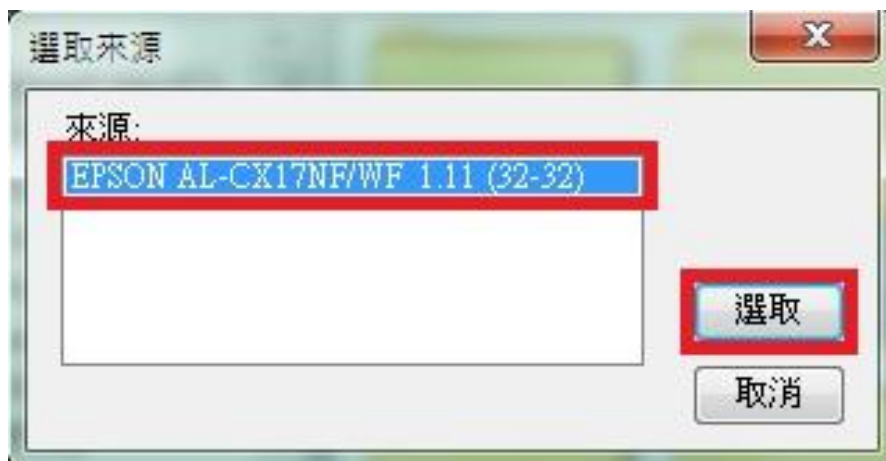 選取來源
來源:
EPSON AL-CX17NF/WF 1.11 (32-32)
選取
取消